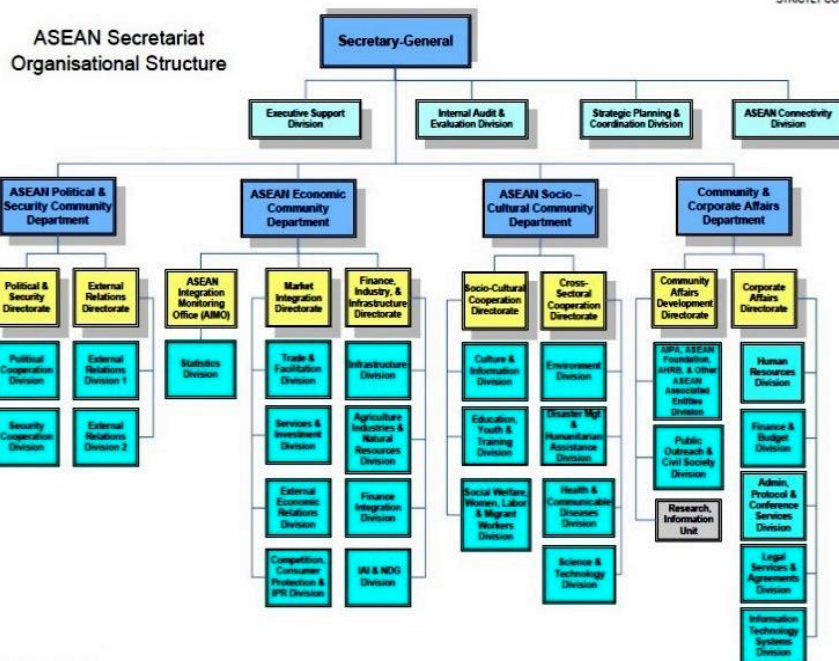 ASEAN Secretariat
Organisational Structure
Secretary-General
Executive Support
Division
Internal Audit &
Evaluation Division
Strategic Planning &
Coordination Division
ASEAN Connectivity
Division
ASEAN Political &
Security Community
Department
ASEAN Economic
Community
Department
ASEAN Socio –
Cultural Community
Department
Community &
Corporate Affairs
Department
Political &
Security
Directorate
External
Relations
Directorate
ASEAN
Integration
Monitoring
Office (AIMO)
Market
Integration
Directorate
Finance,
Industry, &
Infrastructure
Directorate
Socio-Cultural
Cooperation
Directorate
Cross-
Sectoral
Cooperation
Directorate
Community
Affairs
Development
Directorate
Corporate
Affairs
Directorate
Political
Cooperation
Division
Security
Cooperation
Division
External
Relations
Division 1
External
Relations
Division 2
Statistics
Division
Trade &
Facilitation
Division
Services &
Investment
Division
External
Economic
Relations
Division
Competition,
Consumer
Protection &
IPR Division
Infrastructure
Division
Agriculture
Industries &
Natural
Resources
Division
Finance
Integration
Division
IAI & NDG
Division
Culture &
Information
Division
Education,
Youth &
Training
Division
Social Welfare,
Women, Labor
& Migrant
Workers
Division
Environment
Division
Disaster Mgt
&
Humanitarian
Assistance
Division
Health &
Communicable
Diseases
Division
Science &
Technology
Division
AIPA, ASEAN
Foundation,
AHRB, & Other
ASEAN
Associated
Entities
Division
Public
Outreach &
Civil Society
Division
Research,
Information
Unit
Human
Resources
Division
Finance &
Budget
Division
Admin,
Protocol &
Conference
Services
Division
Legal
Services &
Agreements
Division
Information
Technology
Systems
Division